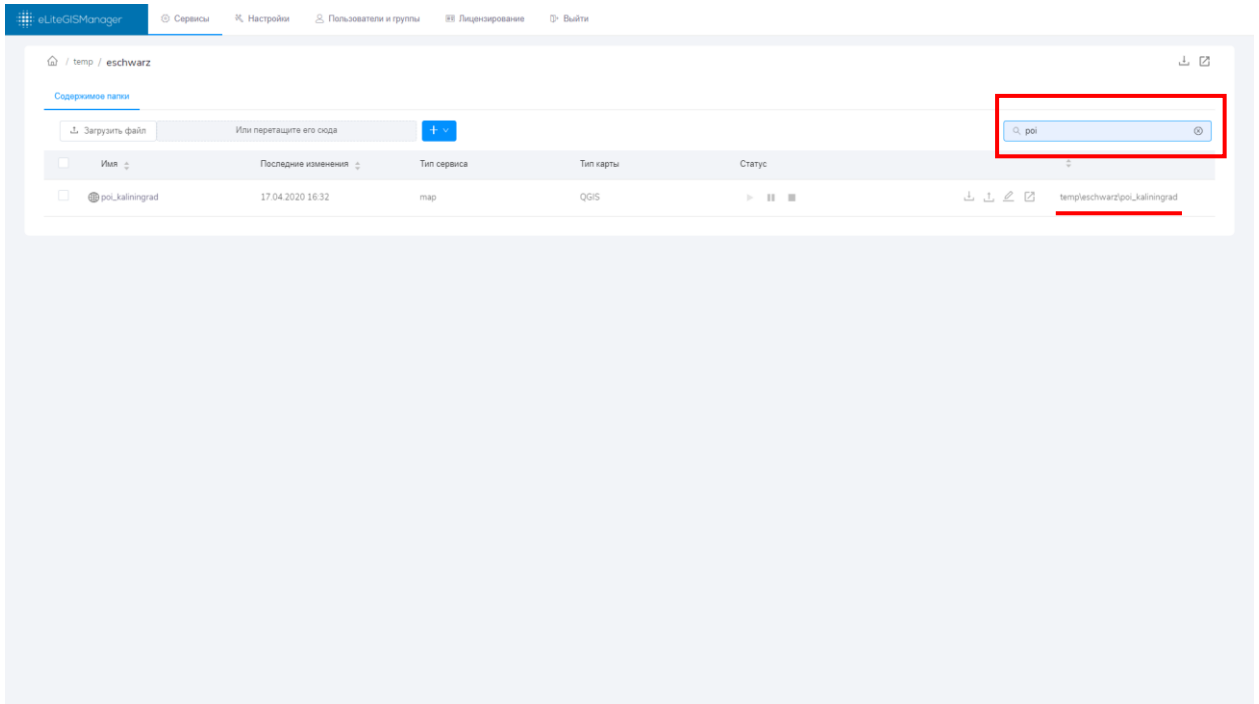 eLiteGISManager Сервисы Настройки Пользователи и группы Лицензирование Выйти
/ temp / eschwarz
Содержимое папки
Загрузить файл Или перетащите его сюда + poi
Имя Последние изменения Тип сервиса Тип карты Статус
poi_kaliningrad 17.04.2020 16:32 map QGIS temp\eschwarz\poi_kaliningrad